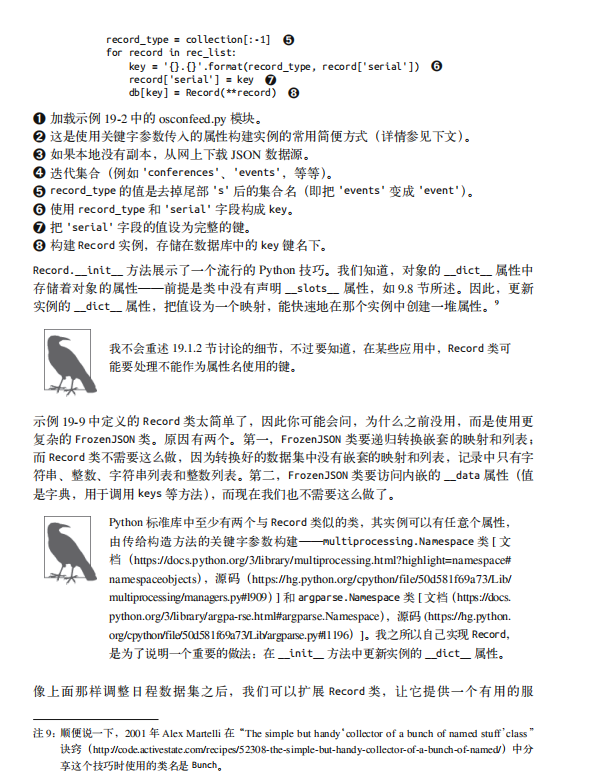 record_type = collection[:-1] ❺
for record in rec_list:
key = '{}.{}'.format(record_type, record['serial']) ❻
record['serial'] = key ❼
db[key] = Record(**record) ❽
❶ 加载示例 19-2 中的 osconfeed.py 模块。
❷ 这是使用关键字参数传入的属性构建实例的常用简便方式（详情参见下文）。
❸ 如果本地没有副本，从网上下载 JSON 数据源。
❹ 迭代集合（例如 'conferences'、'events'，等等）。
❺ record_type 的值是去掉尾部 's' 后的集合名（即把 'events' 变成 'event'）。
❻ 使用 record_type 和 'serial' 字段构成 key。
❼ 把 'serial' 字段的值设为完整的键。
❽ 构建 Record 实例，存储在数据库中的 key 键名下。
Record.__init__ 方法展示了一个流行的 Python 技巧。我们知道，对象的 __dict__ 属性中
存储着对象的属性——前提是类中没有声明 __slots__ 属性，如 9.8 节所述。因此，更新
实例的 __dict__ 属性，把值设为一个映射，能快速地在那个实例中创建一堆属性。9
我不会重述 19.1.2 节讨论的细节，不过要知道，在某些应用中，Record 类可
能要处理不能作为属性名使用的键。
示例 19-9 中定义的 Record 类太简单了，因此你可能会问，为什么之前没用，而是使用更
复杂的 FrozenJSON 类。原因有两个。第一，FrozenJSON 类要递归转换嵌套的映射和列表；
而 Record 类不需要这么做，因为转换好的数据集中没有嵌套的映射和列表，记录中只有字
符串、整数、字符串列表和整数列表。第二，FrozenJSON 类要访问内嵌的 __data 属性（值
是字典，用于调用 keys 等方法），而现在我们也不需要这么做了。
Python 标准库中至少有两个与 Record 类似的类，其实例可以有任意个属性，
由传给构造方法的关键字参数构建——multiprocessing.Namespace 类 [ 文
档（https://docs.python.org/3/library/multiprocessing.html?highlight=namespace#
namespaceobjects），源码（https://hg.python.org/cpython/file/50d581f69a73/Lib/
multiprocessing/managers.py#l909）] 和 argparse.Namespace 类 [ 文档（https://docs.
python.org/3/library/argpa-rse.html#argparse.Namespace），源码（https://hg.python.
org/cpython/file/50d581f69a73/Lib/argparse.py#l1196）]。我之所以自己实现 Record，
是为了说明一个重要的做法：在 __init__ 方法中更新实例的 __dict__ 属性。
像上面那样调整日程数据集之后，我们可以扩展 Record 类，让它提供一个有用的服
注 9：顺便说一下，2001 年 Alex Martelli 在“The simple but handy‘collector of a bunch of named stuff’class”
诀窍（http://code.activestate.com/recipes/52308-the-simple-but-handy-collector-of-a-bunch-of-named/）中分
享这个技巧时使用的类名是 Bunch。